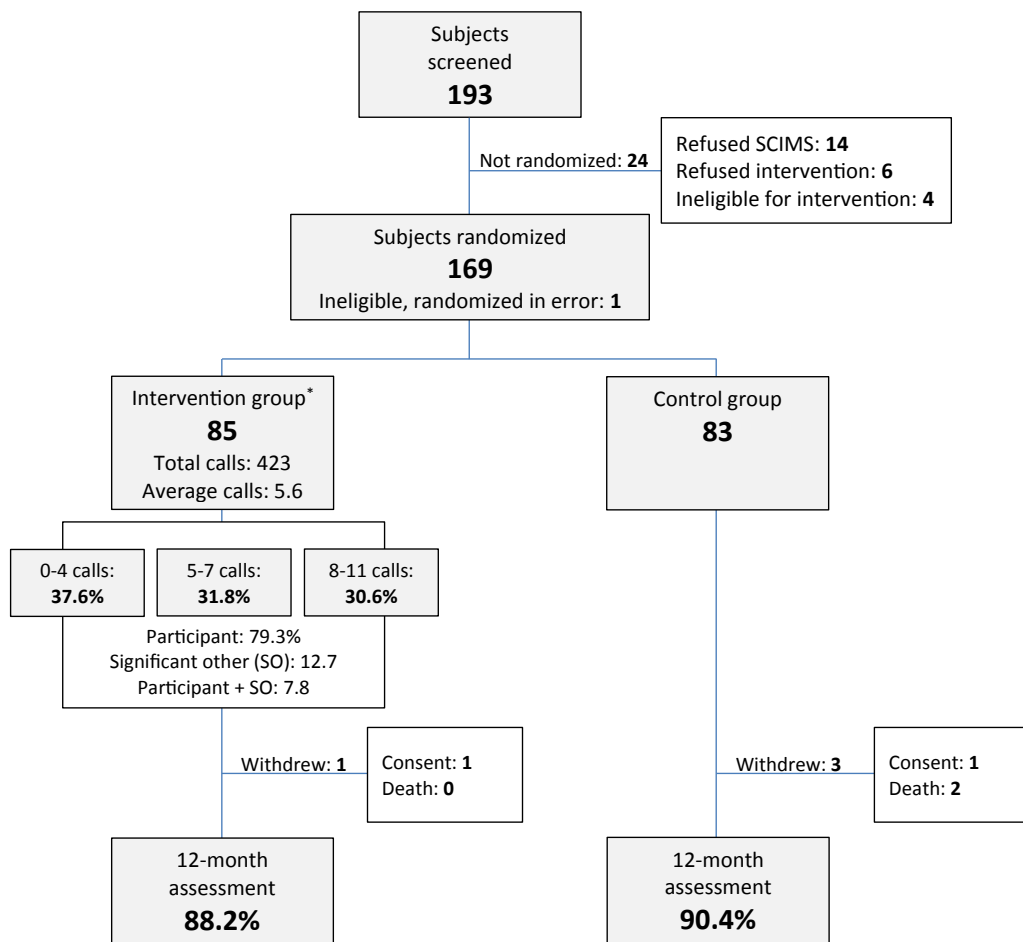 Subjects
screened
193
Not randomized: 24
Refused SCIMS: 14
Refused intervention: 6
Ineligible for intervention: 4
Subjects randomized
169
Ineligible, randomized in error: 1
Intervention group*
85
Total calls: 423
Average calls: 5.6
Control group
83
0-4 calls:
37.6%
5-7 calls:
31.8%
8-11 calls:
30.6%
Participant: 79.3%
Significant other (SO): 12.7
Participant + SO: 7.8
Withdrew: 1
Consent: 1
Death: 0
Withdrew: 3
Consent: 1
Death: 2
12-month
assessment
88.2%
12-month
assessment
90.4%